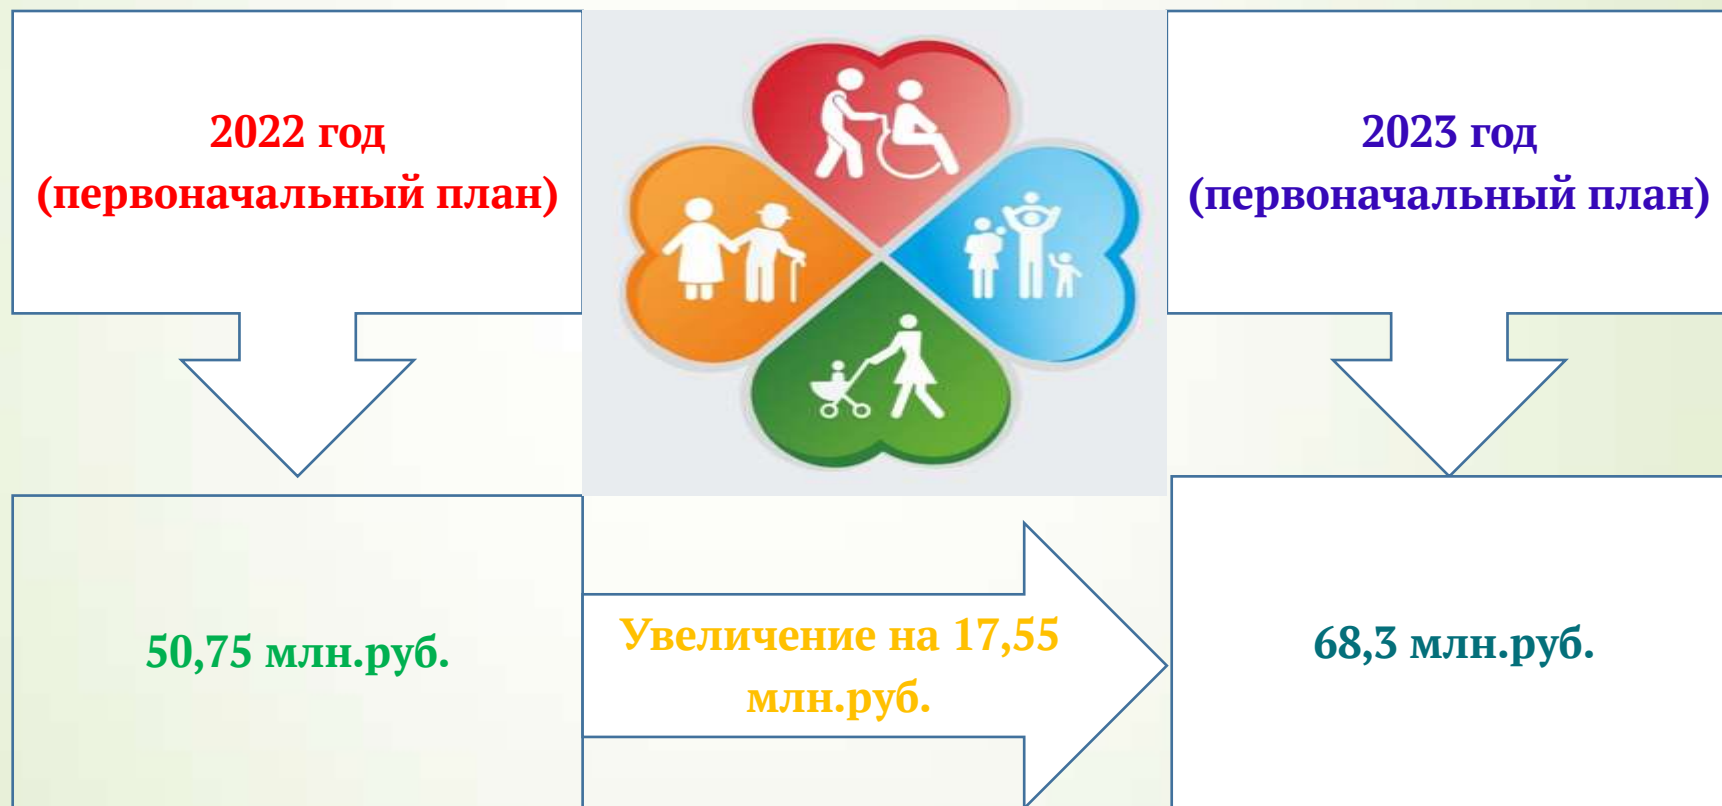 2022 год
(первоначальный план)
2023 год
(первоначальный план)
50,75 млн.руб.
Увеличение на 17,55
млн.руб.
68,3 млн.руб.